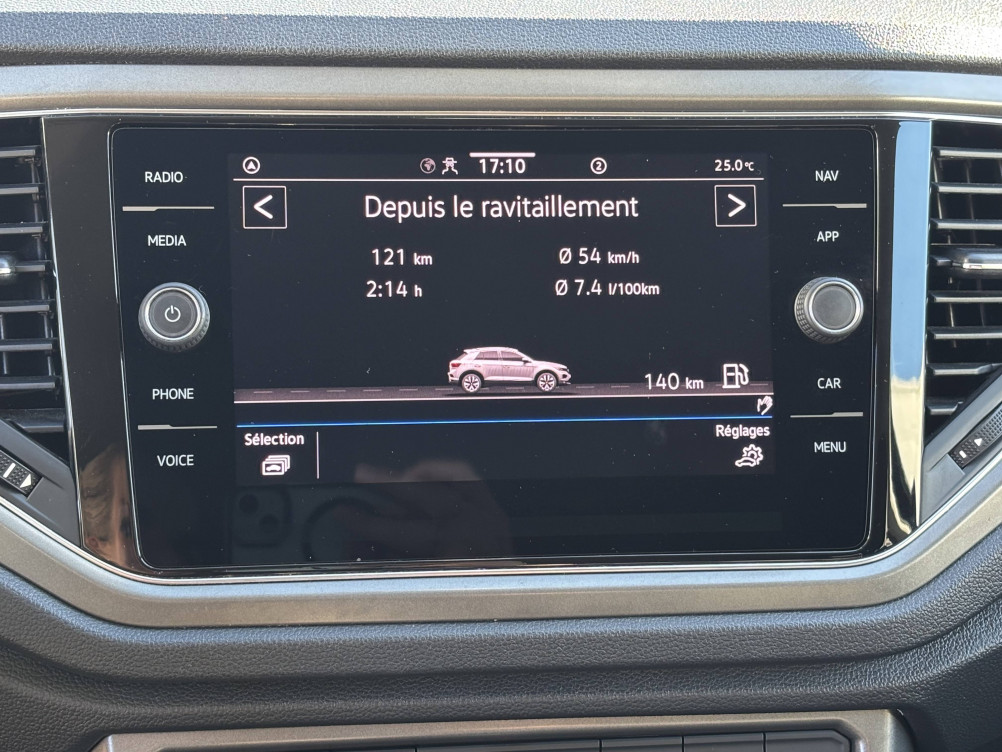 RADIO
MEDIA
PHONE
VOICE
17:10
2
25.0°C
Depuis le ravitaillement
121 km
Ø 54 km/h
2:14 h
Ø 7.4 l/100km
140 km
Sélection
Réglages
NAV
APP
CAR
MENU